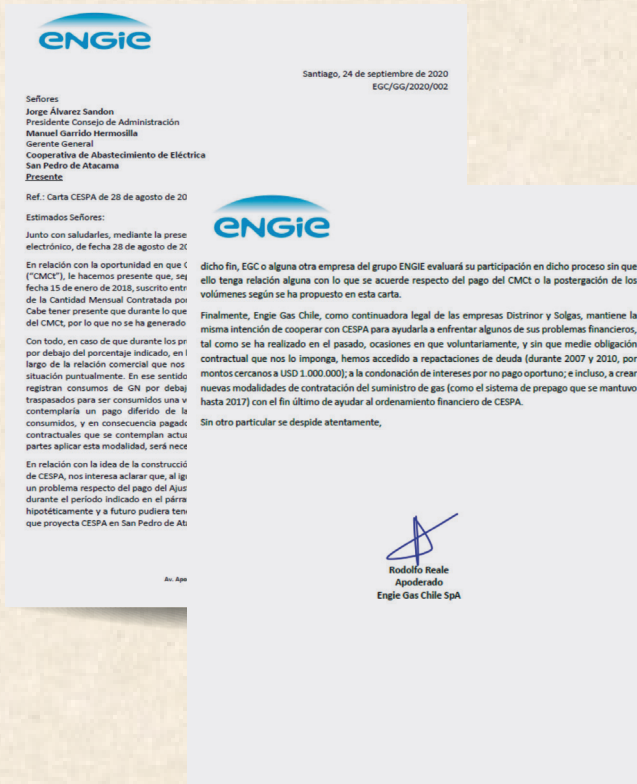 ENGIE
Santiago, 24 de septiembre de 2020
EGC/GG/2020/002
Señores
Jorge Álvarez Sandon
Presidente Consejo de Administración
Manuel Garrido Hermosilla
Gerente General
Cooperativa de Abastecimiento de Eléctrica
San Pedro de Atacama
Presente
Ref.: Carta CESPA de 28 de agosto de 20
Estimados Señores:
Junto con saludarles, mediante la prese
electrónico, de fecha 28 de agosto de 20
En relación con la oportunidad en que
("CMCt"), le hacemos presente que, seg
fecha 15 de enero de 2018, suscrito entre
de la Cantidad Mensual Contratada por
Cabe tener presente que durante lo que
del CMCt, por lo que no se ha generado
Con todo, en caso de que durante los pr
por debajo del porcentaje indicado, en l
largo de la relación comercial que nos
situación puntualmente. En ese sentido
registran consumos de GN por debaj
traspasados para ser consumidos una v
contemplaría un pago diferido de la
consumidos, y en consecuencia pagado
contractuales que se contemplan actua
partes aplicar esta modalidad, será nece
En relación con la idea de la construcció
de CESPA, nos interesa aclarar que, al igu
un problema respecto del pago del Ajus
durante el período indicado en el párra
hipotéticamente y a futuro pudiera tene
que proyecta CESPA en San Pedro de Ata
Av. Apo
ENGIE
dicho fin, EGC o alguna otra empresa del grupo ENGIE evaluará su participación en dicho proceso sin que
ello tenga relación alguna con lo que se acuerde respecto del pago del CMCt o la postergación de los
volúmenes según se ha propuesto en esta carta.
Finalmente, Engie Gas Chile, como continuadora legal de las empresas Distrinor y Solgas, mantiene la
misma intención de cooperar con CESPA para ayudarla a enfrentar algunos de sus problemas financieros,
tal como se ha realizado en el pasado, ocasiones en que voluntariamente, y sin que medie obligación
contractual que nos lo imponga, hemos accedido a repactaciones de deuda (durante 2007 y 2010, por
montos cercanos a USD 1.000.000); a la condonación de intereses por no pago oportuno; e incluso, a crear
nuevas modalidades de contratación del suministro de gas (como el sistema de prepago que se mantuvo
hasta 2017) con el fin último de ayudar al ordenamiento financiero de CESPA.
Sin otro particular se despide atentamente,
Rodolfo Reale
Apoderado
Engie Gas Chile SpA